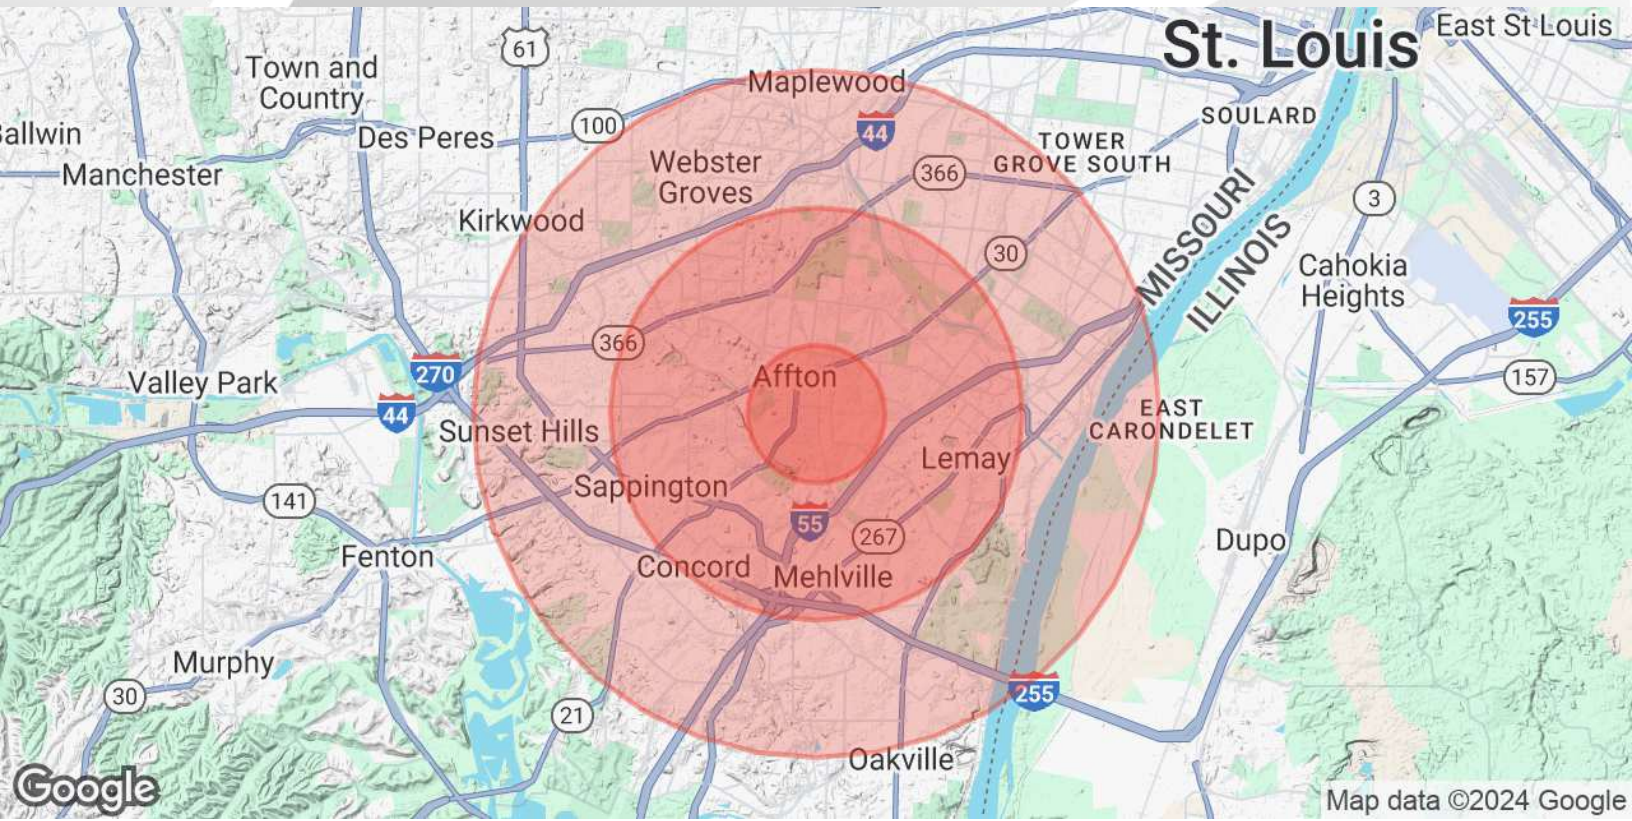 St. Louis
East St Louis
61
Town and
Country
Maplewood
SOULARD
Ballwin
100
Des Peres
44
TOWER
GROVE SOUTH
Manchester
Webster
Groves
366
3
Kirkwood
MISSOURI
ILLINOIS
30
Cahokia
Heights
255
366
270
Affton
Valley Park
157
44
Sunset Hills
EAST
CARONDELET
Lemay
Sappington
141
55
267
Dupo
Fenton
Concord
Mehlville
Murphy
30
255
21
Oakville
Google
Map data ©2024 Google